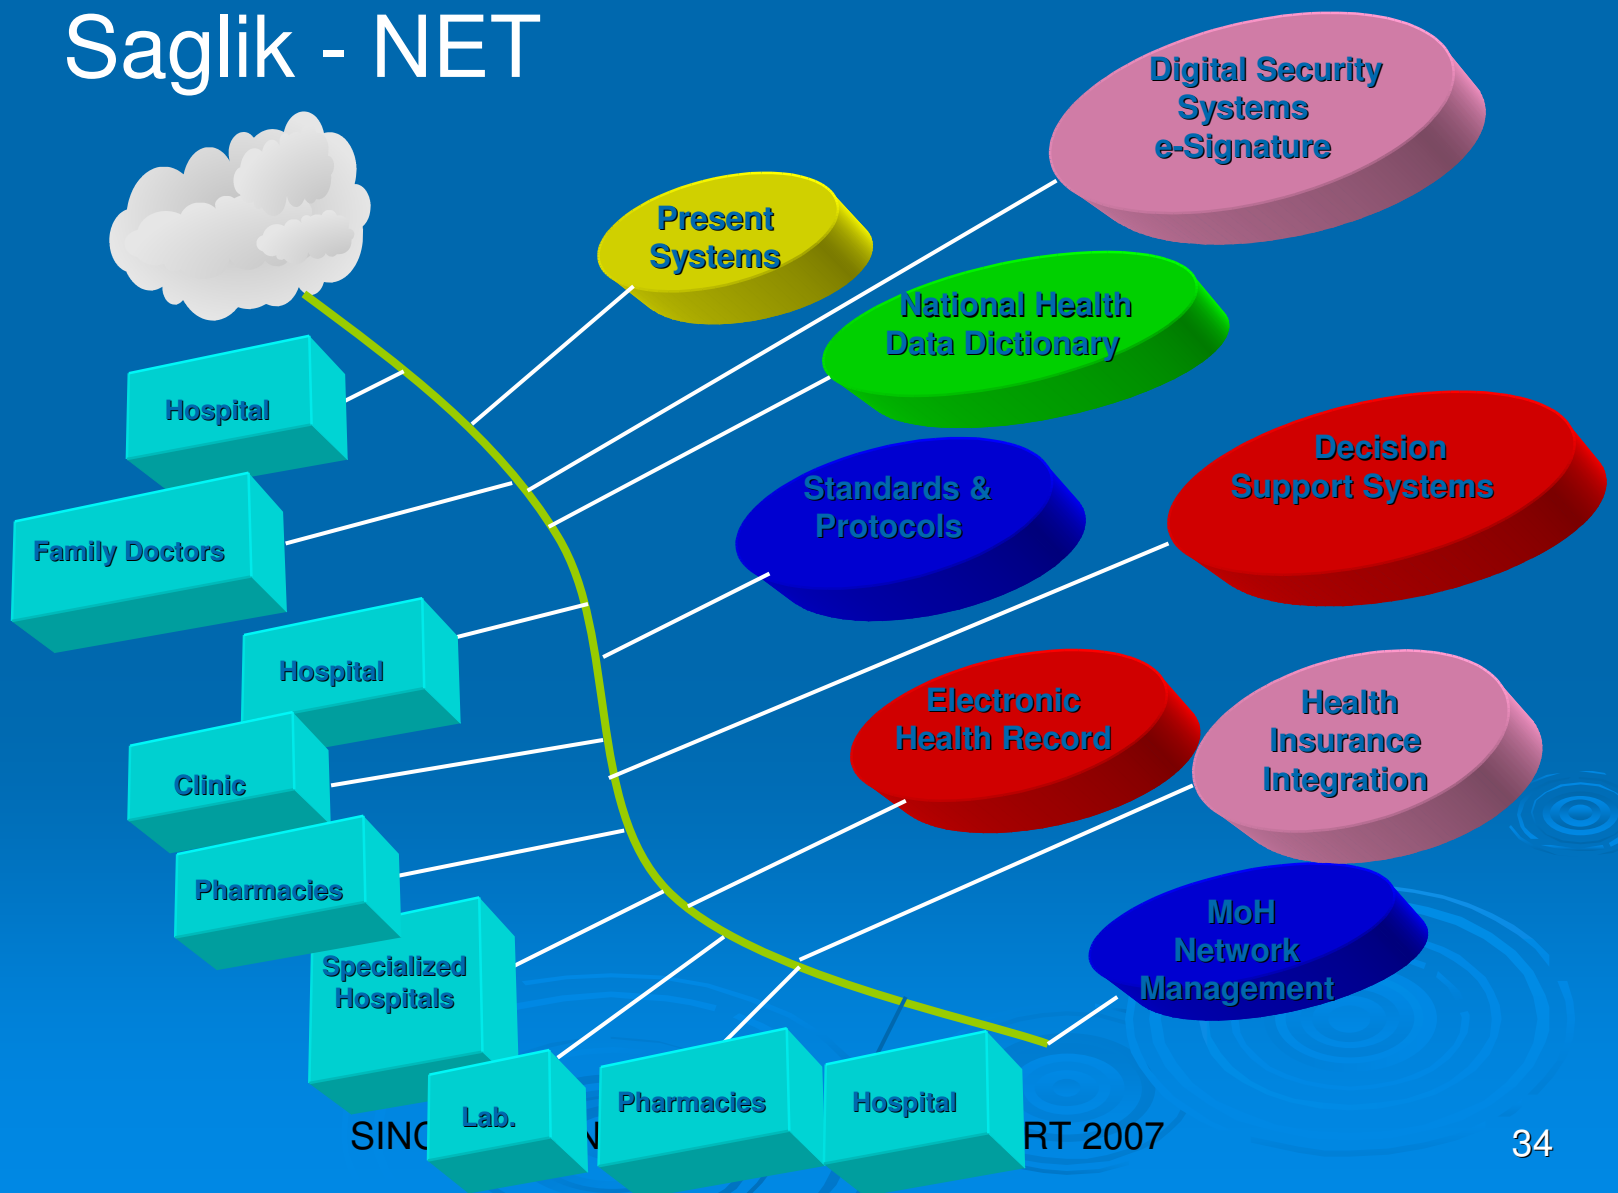 Saglik - NET
Digital Security
Systems
e-Signature
Present
Systems
National Health
Data Dictionary
Hospital
Decision
Support Systems
Standards &
Protocols
Family Doctors
Hospital
Electronic
Health Record
Health
Insurance
Integration
Clinic
Pharmacies
MoH
Network
Management
Specialized
Hospitals
Lab.
Pharmacies
Hospital
2007
34